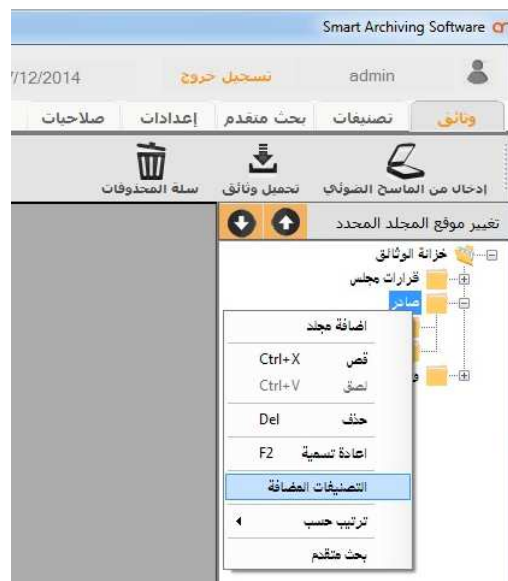 Smart Archiving Software
admin
تسجيل خروج
/12/2014
وثائق
تصنيفات
بحث متقدم
إعدادات
صلاحيات
إدخال من الماسح الضوئي
تحميل وثائق
سلة المحذوفات
تغيير موقع المجلد المحدد
خزانة الوثائق
قرارات مجلس
صادر
اضافة مجلد
قص Ctrl+X
لصق Ctrl+V
حذف Del
اعادة تسمية F2
التصنيفات المضافة
ترتيب حسب
بحث متقدم